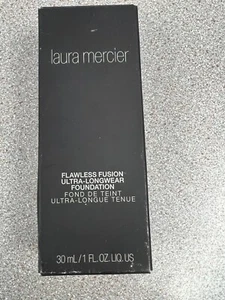 laura mercier
FLAWLESS FUSION
ULTRA-LONGWEAR
FOUNDATION
FOND DE TEINT
ULTRA-LONGUE TENUE
30 mL/1 FL.OZ.LIQ.US